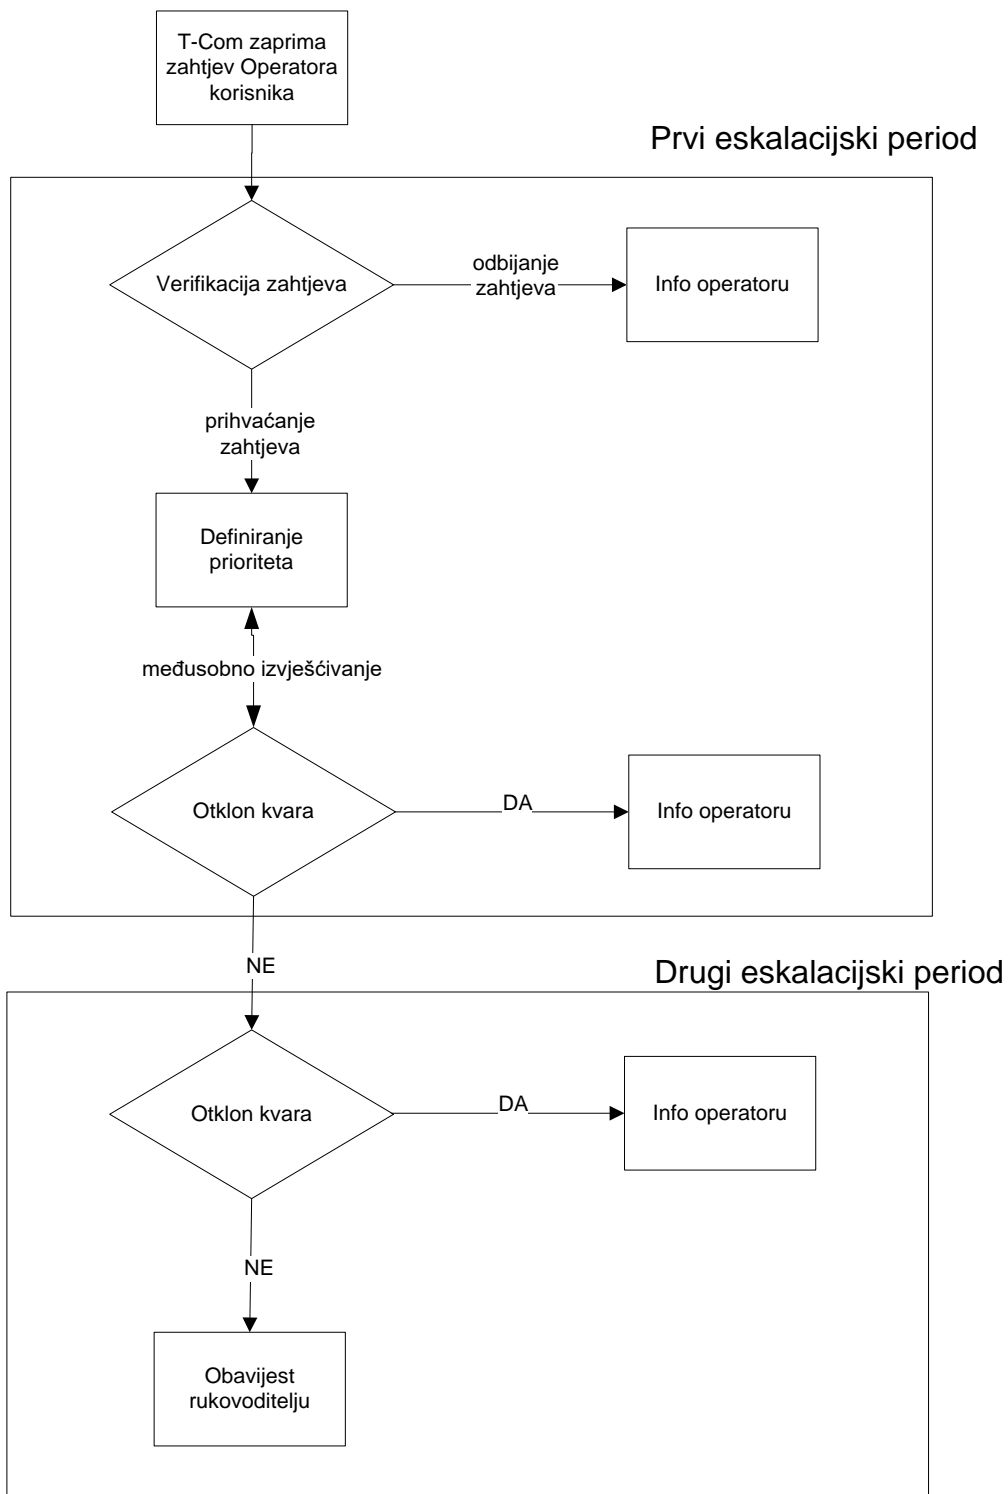 T-Com zaprima
zahtjev Operatora
korisnika
Prvi eskalacijski period
Verifikacija zahtjeva
odbijanje
zahtjeva
Info operatoru
prihvaćanje
zahtjeva
Definiranje
prioriteta
međusobno izvješćivanje
Otklon kvara
DA
Info operatoru
NE
Drugi eskalacijski period
Otklon kvara
DA
Info operatoru
NE
Obavijest
rukovoditelju